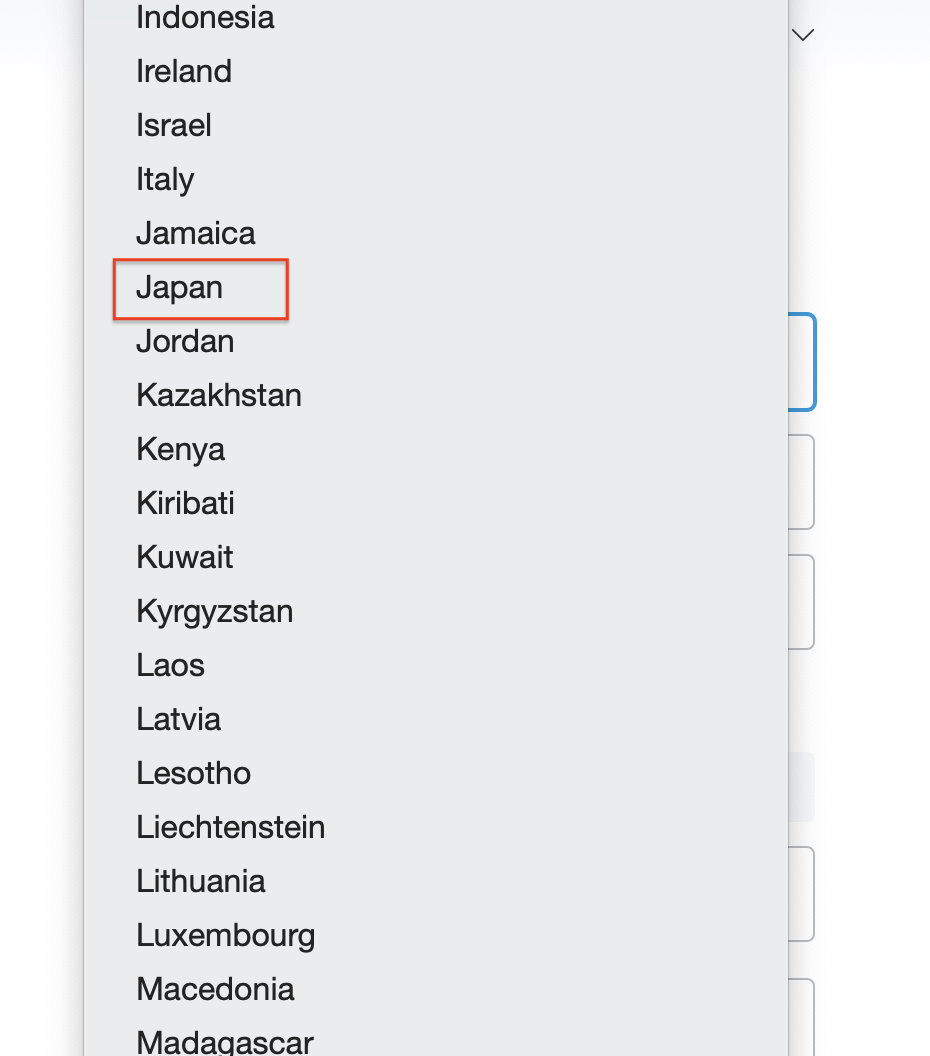 Indonesia
Ireland
Israel
Italy
Jamaica
Japan
Jordan
Kazakhstan
Kenya
Kiribati
Kuwait
Kyrgyzstan
Laos
Latvia
Lesotho
Liechtenstein
Lithuania
Luxembourg
Macedonia
Madagascar